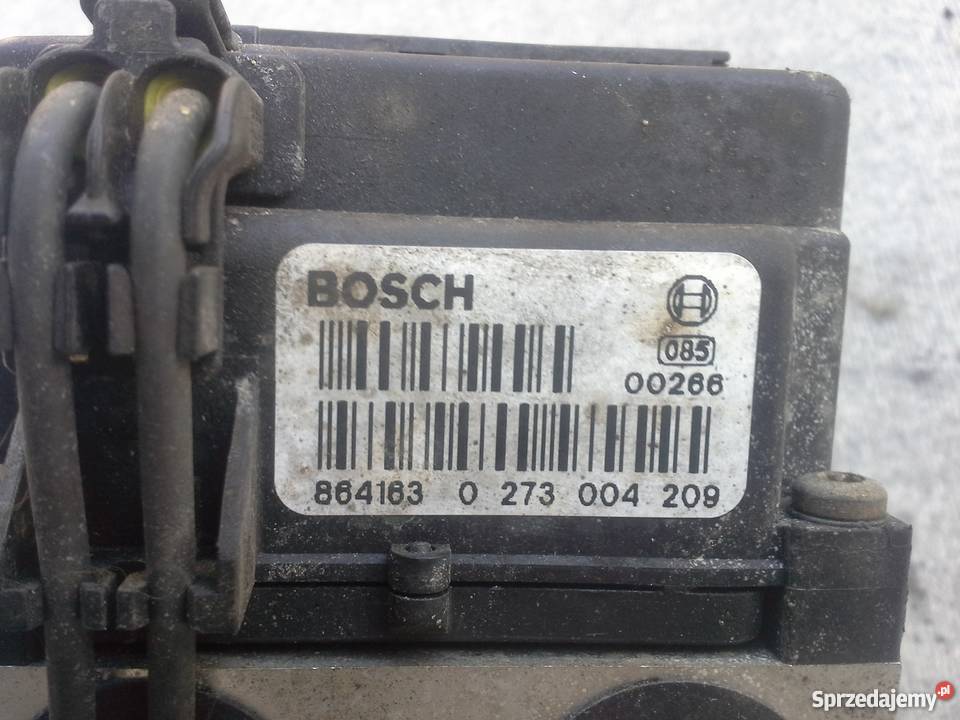 BOSCH
085
00266
864163 0 273 004 209
Sprzedajemy.pl